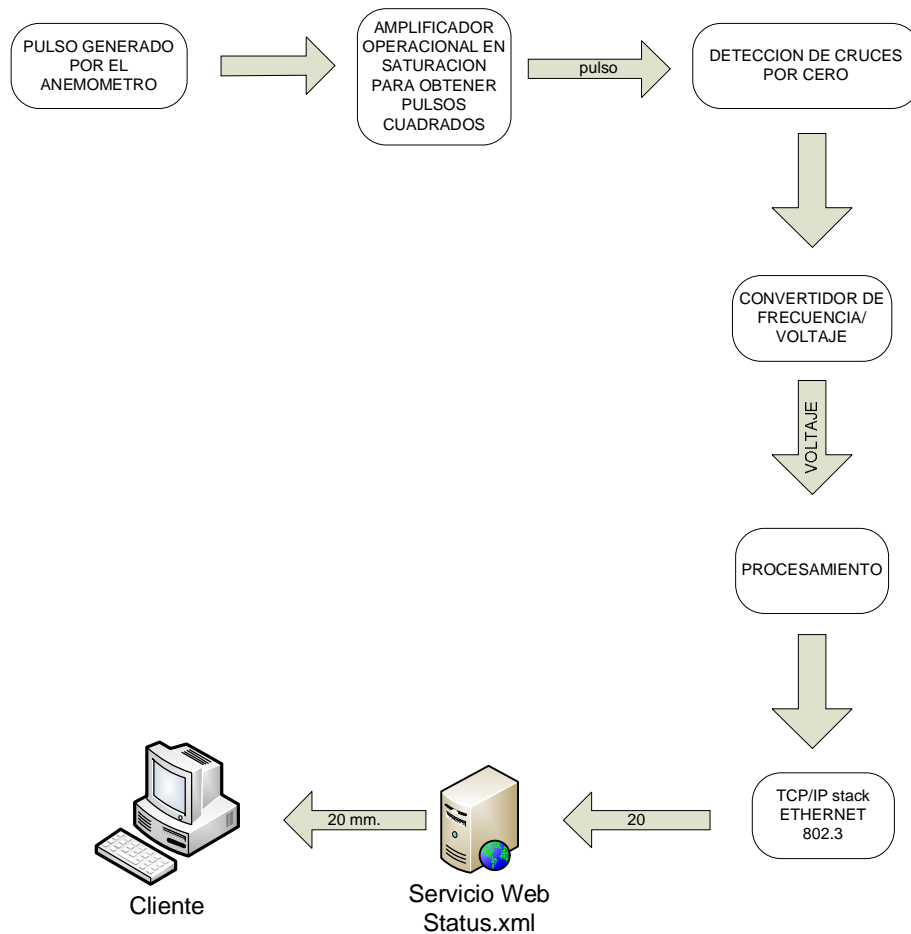 PULSO GENERADO
POR EL
ANEMOMETRO
AMPLIFICADOR
OPERACIONAL EN
SATURACION
PARA OBTENER
PULSOS
CUADRADOS
pulso
DETECCION DE CRUCES
POR CERO
CONVERTIDOR DE
FRECUENCIA/
VOLTAJE
VOLTAJE
PROCESAMIENTO
TCP/IP stack
ETHERNET
802.3
20
Servicio Web
Status.xml
20 mm.
Cliente